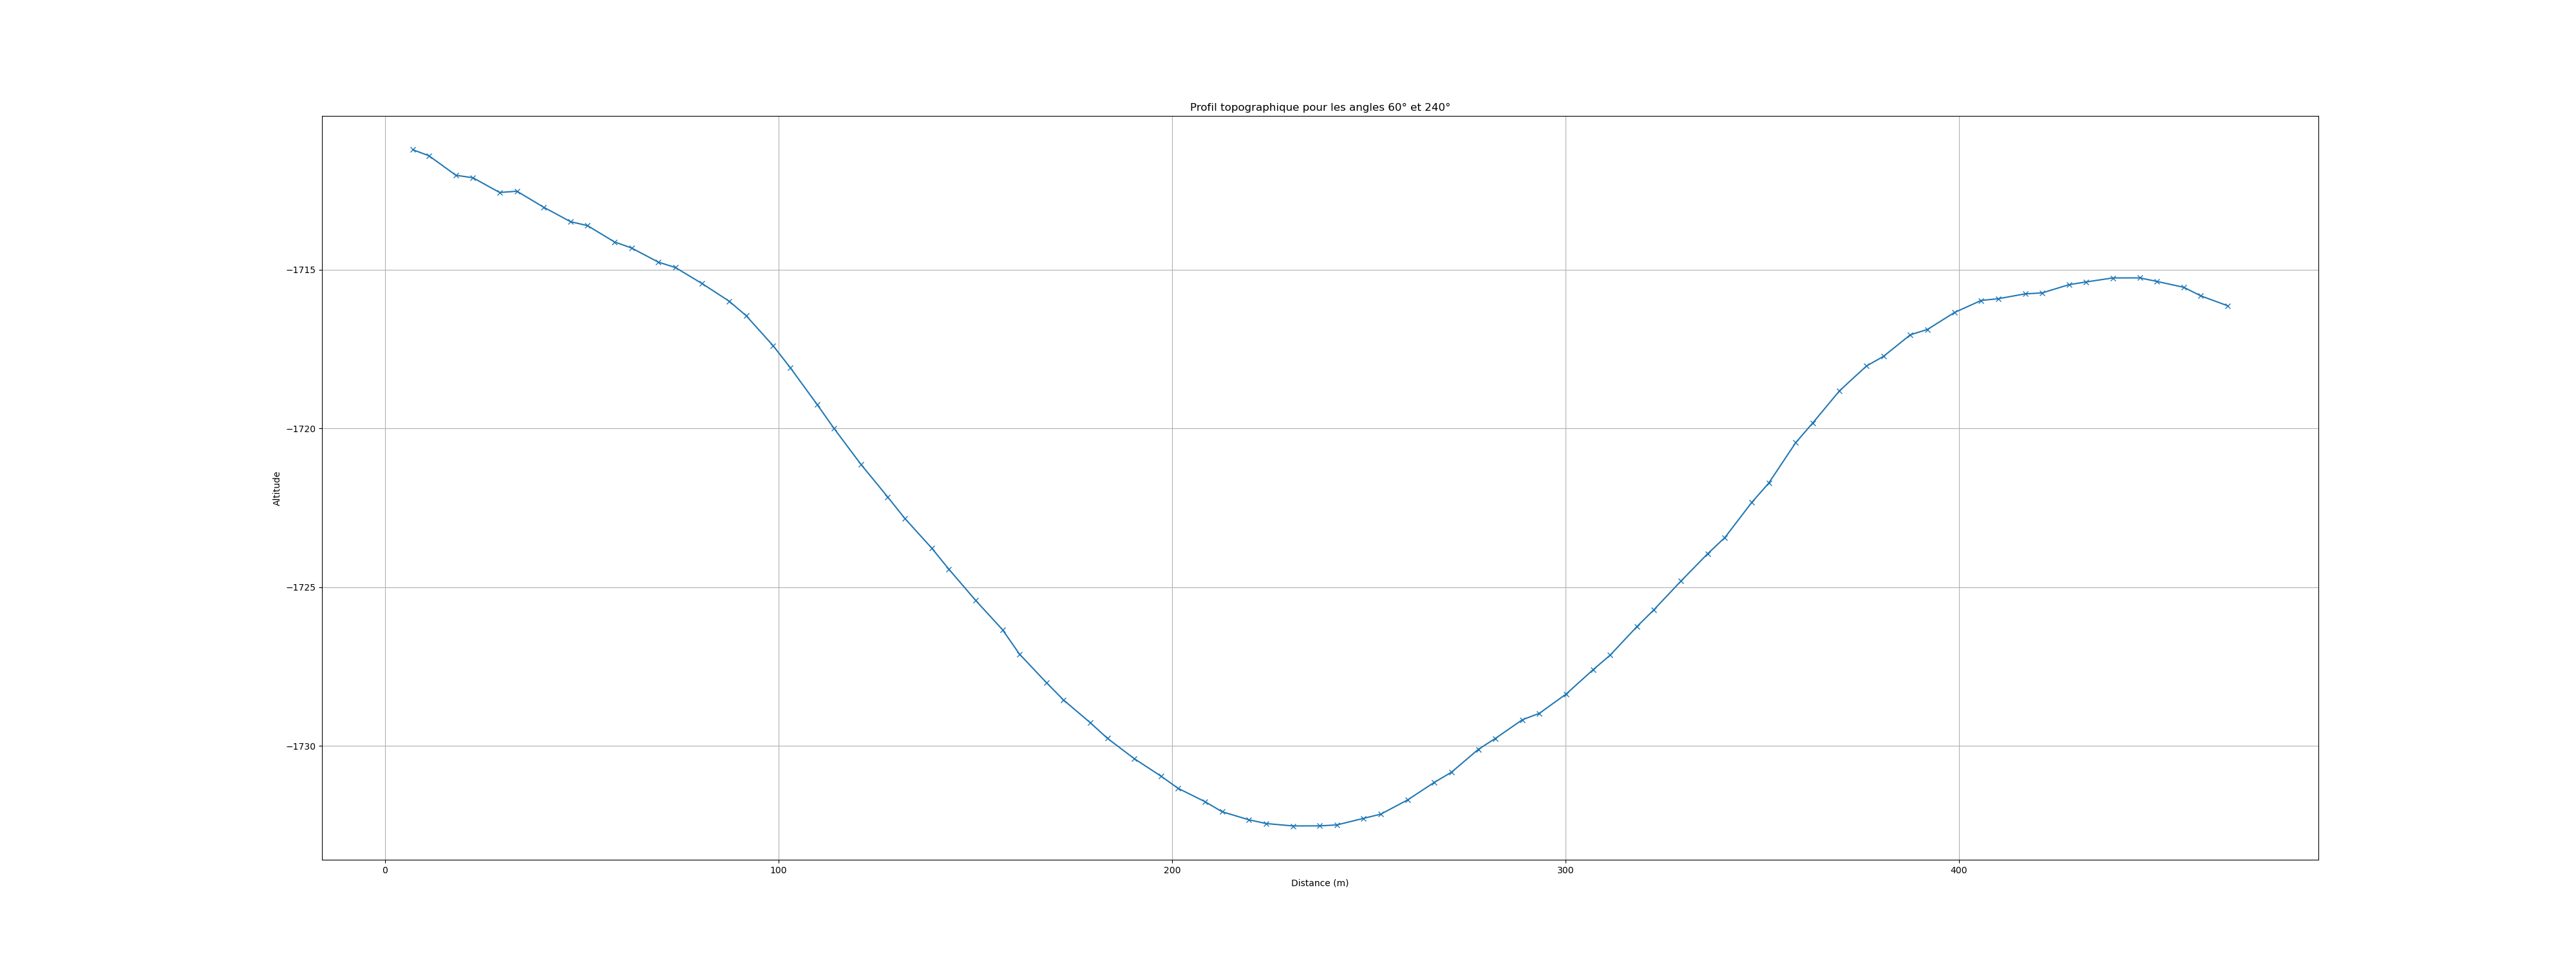 Profil topographique pour les angles 60° et 240°
−1715
−1720
−1725
−1730
Altitude
0 100 200 300 400
Distance (m)